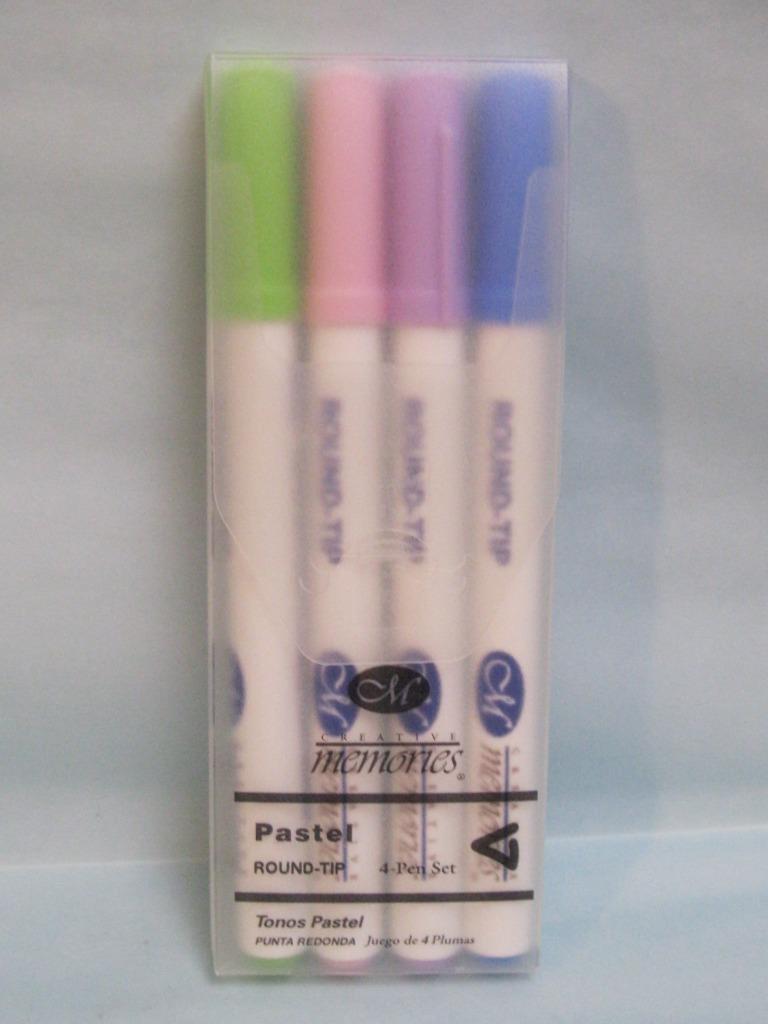 ROUND-TIP
ROUND-TIP
ROUND-TIP
CM
CREATIVE
memories®
Pastel
ROUND-TIP 4-Pen Set
Tonos Pastel
PUNTA REDONDA Juego de 4 Plumas